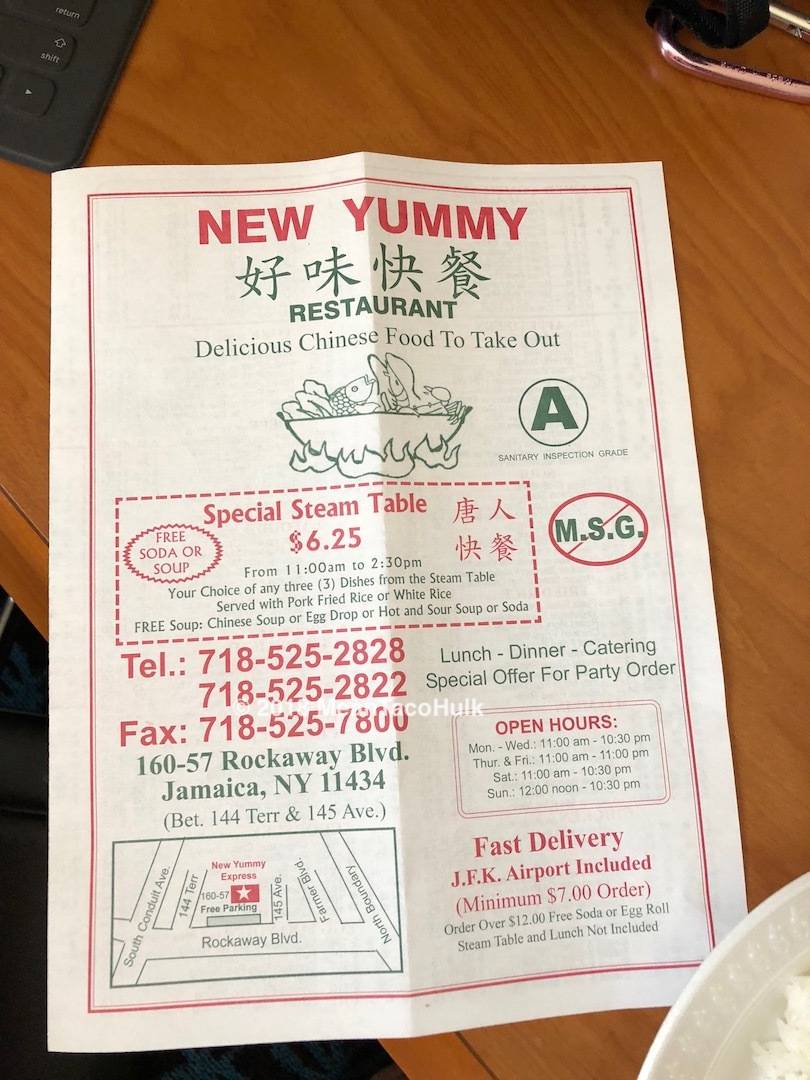 return
shift
NEW YUMMY
好味快餐
RESTAURANT
Delicious Chinese Food To Take Out
A
SANITARY INSPECTION GRADE
Special Steam Table
$6.25
唐人
快餐
FREE
SODA OR
SOUP
From 11:00am to 2:30pm
Your Choice of any three (3) Dishes from the Steam Table
Served with Pork Fried Rice or White Rice
FREE Soup: Chinese Soup or Egg Drop or Hot and Sour Soup or Soda
M.S.G.
Tel.: 718-525-2828
718-525-2822
Fax: 718-525-7800
160-57 Rockaway Blvd.
Jamaica, NY 11434
(Bet. 144 Terr & 145 Ave.)
Lunch - Dinner - Catering
Special Offer For Party Order
OPEN HOURS:
Mon. - Wed.: 11:00 am - 10:30 pm
Thur. & Fri.: 11:00 am - 11:00 pm
Sat.: 11:00 am - 10:30 pm
Sun.: 12:00 noon - 10:30 pm
Fast Delivery
J.F.K. Airport Included
(Minimum $7.00 Order)
Order Over $12.00 Free Soda or Egg Roll
Steam Table and Lunch Not Included
South Conduit Ave.
144 Terr
New Yummy
Express
160-57
Free Parking
145 Ave.
Farmer Blvd.
North Boundary
Rockaway Blvd.